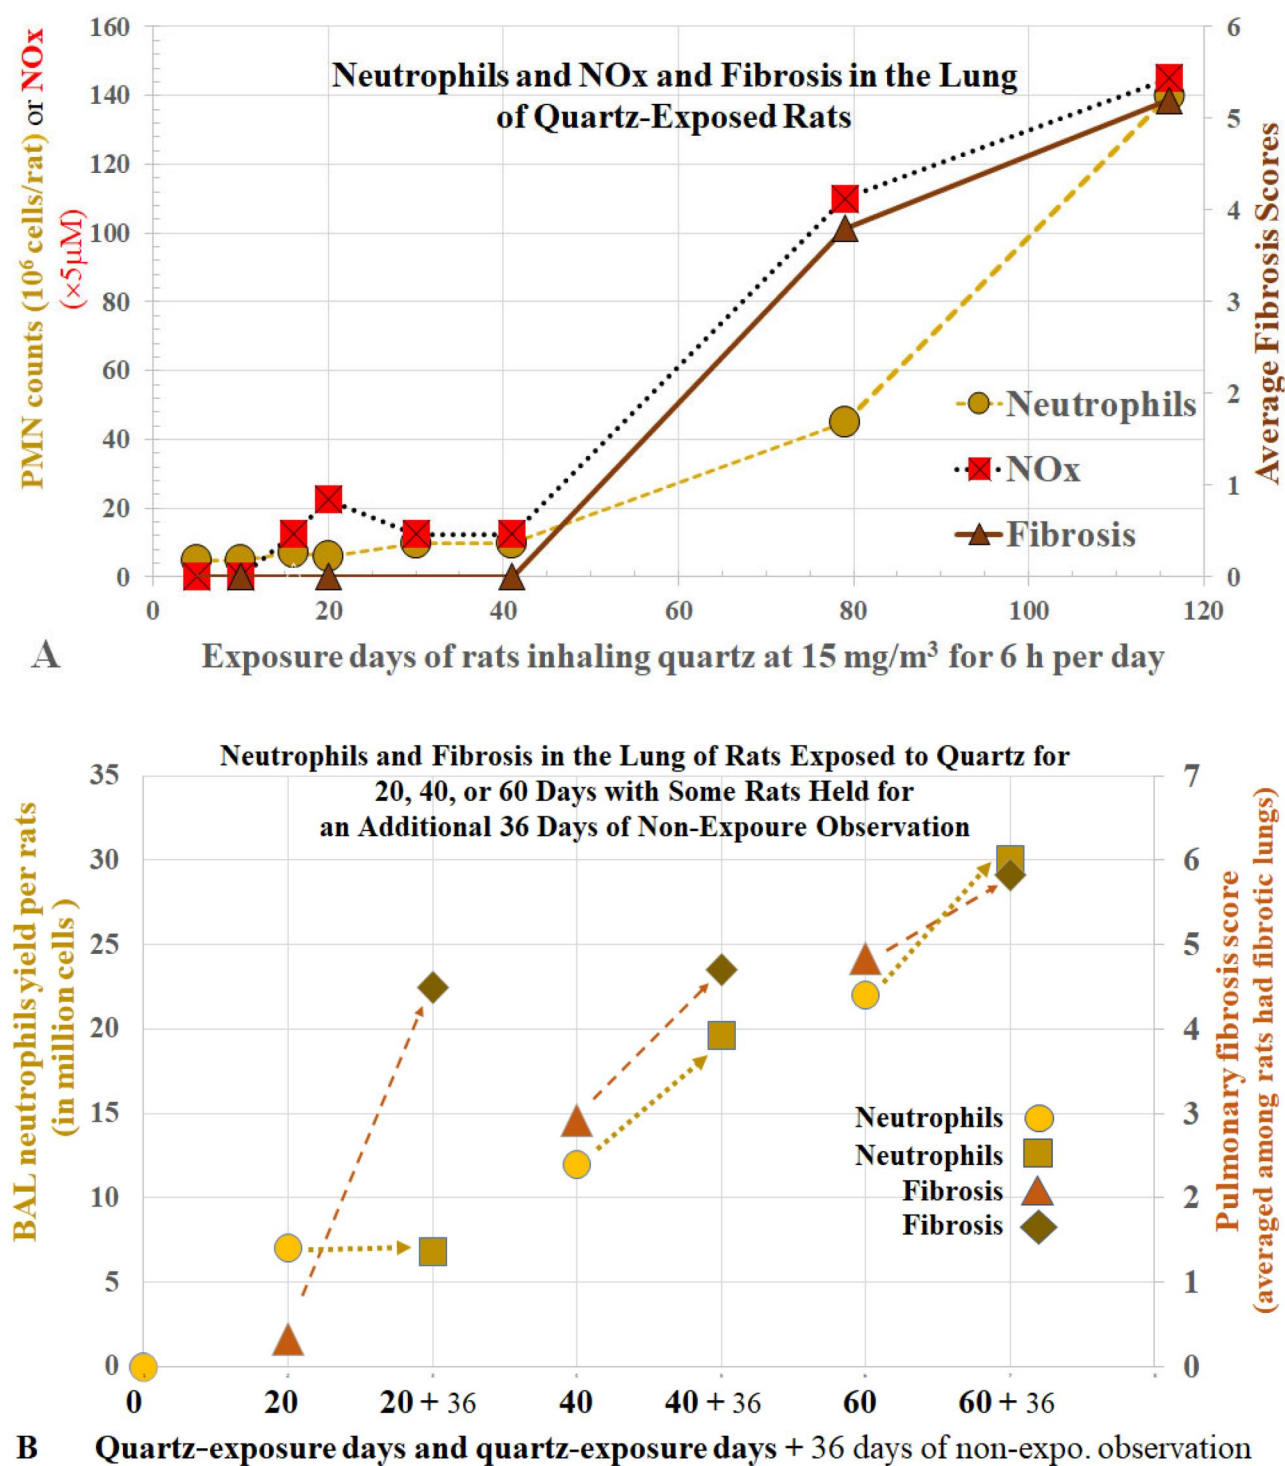 Neutrophils and NOx and Fibrosis in the Lung
of Quartz-Exposed Rats
PMN counts (10⁶ cells/rat) or NOx
(×5μM)
160
140
120
100
80
60
40
20
0
6
5
4
3
2
1
0
Average Fibrosis Scores
Neutrophils
NOx
Fibrosis
0 20 40 60 80 100 120
A Exposure days of rats inhaling quartz at 15 mg/m³ for 6 h per day
Neutrophils and Fibrosis in the Lung of Rats Exposed to Quartz for
20, 40, or 60 Days with Some Rats Held for
an Additional 36 Days of Non-Expoure Observation
BAL neutrophils yield per rats
(in million cells )
35
30
25
20
15
10
5
0
7
6
5
4
3
2
1
0
Pulmonary fibrosis score
(averaged among rats had fibrotic lungs)
Neutrophils
Neutrophils
Fibrosis
Fibrosis
0 20 20 + 36 40 40 + 36 60 60 + 36
B Quartz-exposure days and quartz-exposure days + 36 days of non-expo. observation